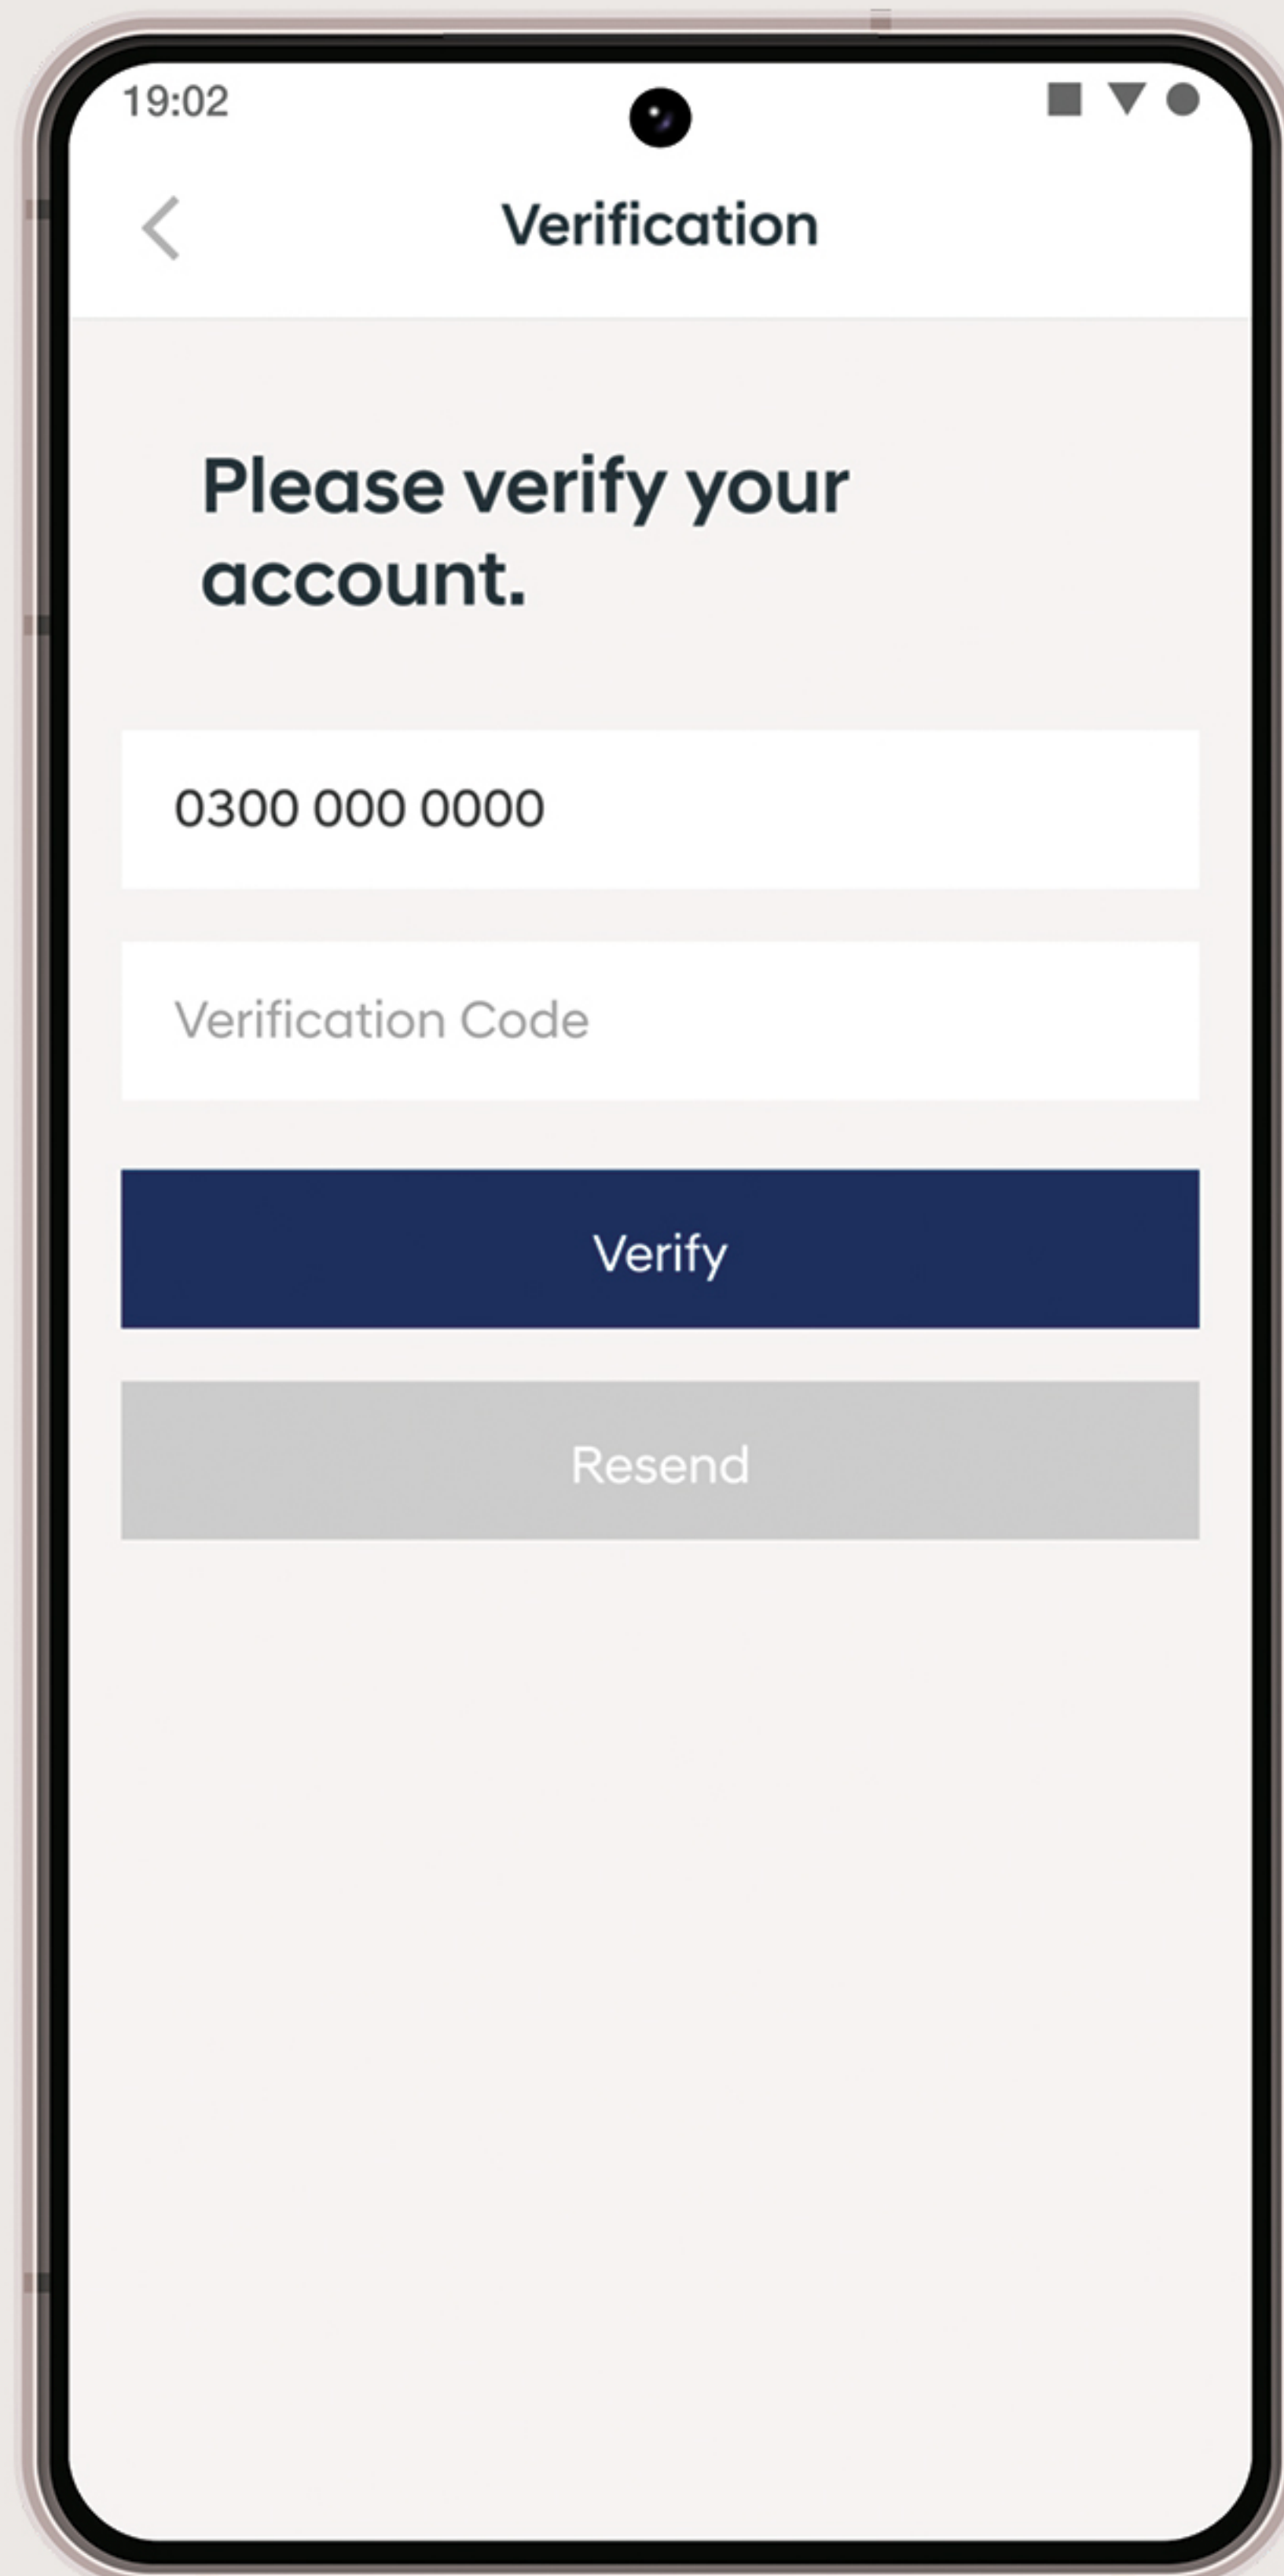 19:02
Verification
Please verify your
account.
0300 000 0000
Verification Code
Verify
Resend